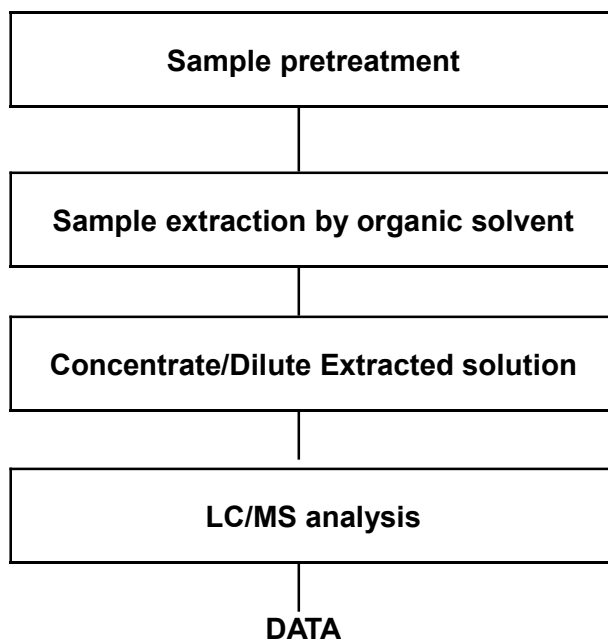 Sample pretreatment
Sample extraction by organic solvent
Concentrate/Dilute Extracted solution
LC/MS analysis
DATA